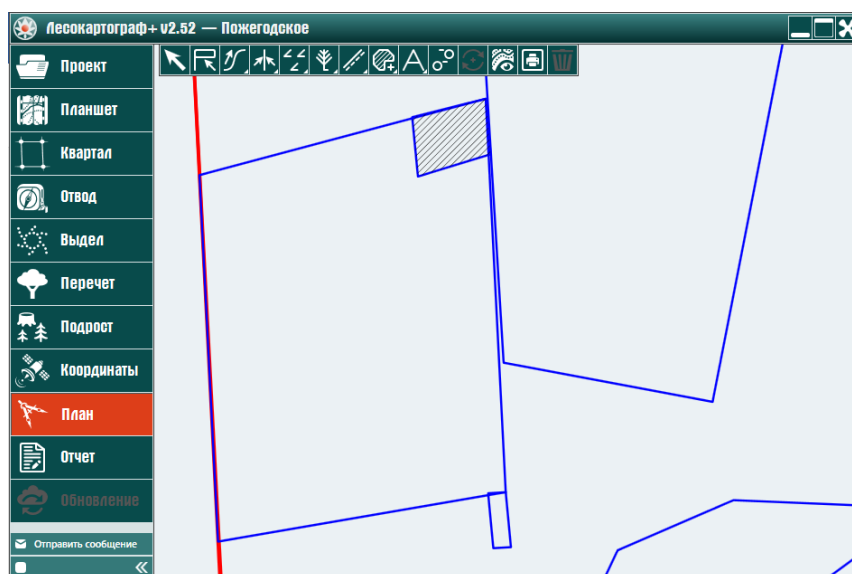 Лесокартограф+ v2.52 — Пожегодское
Проект
Планшет
Квартал
Отвод
Выдел
Перечет
Подрост
Координаты
План
Отчет
Обновление
Отправить сообщение